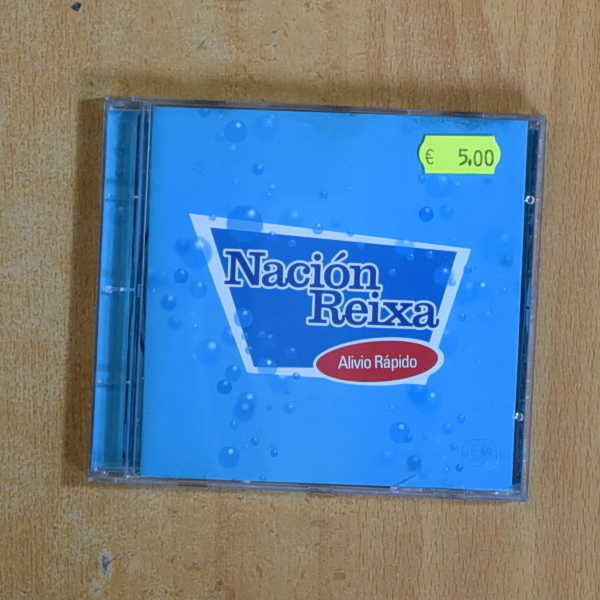 € 5,00
Nación
Reixa
Alivio Rápido